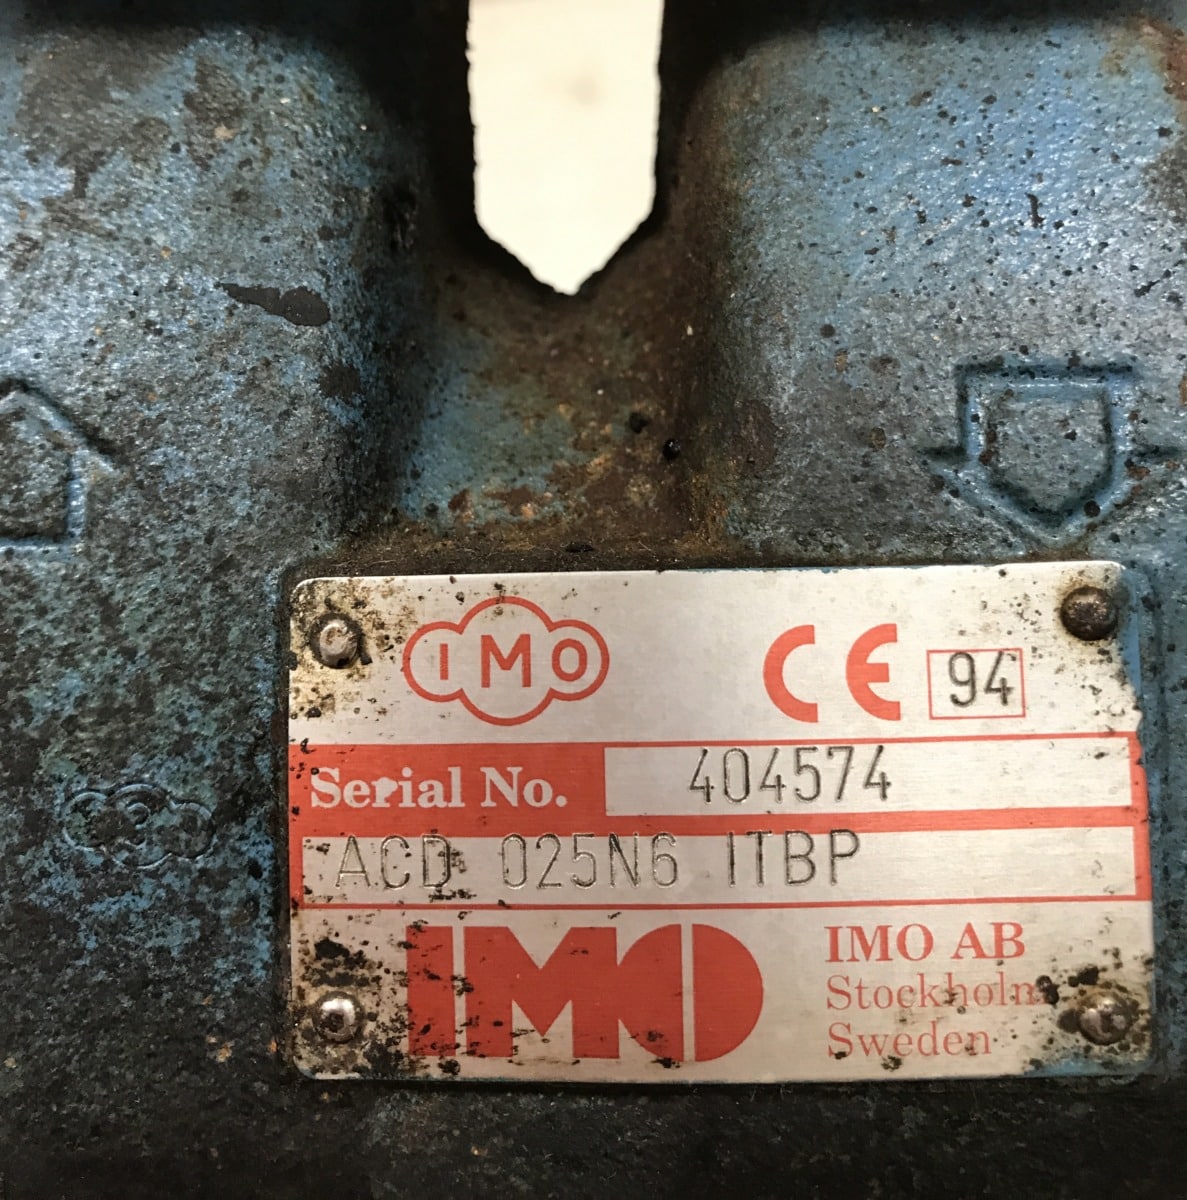 IMO
CE 94
Serial No. 404574
ACD 025N6 ITBP
IMO
IMO AB
Stockholm
Sweden